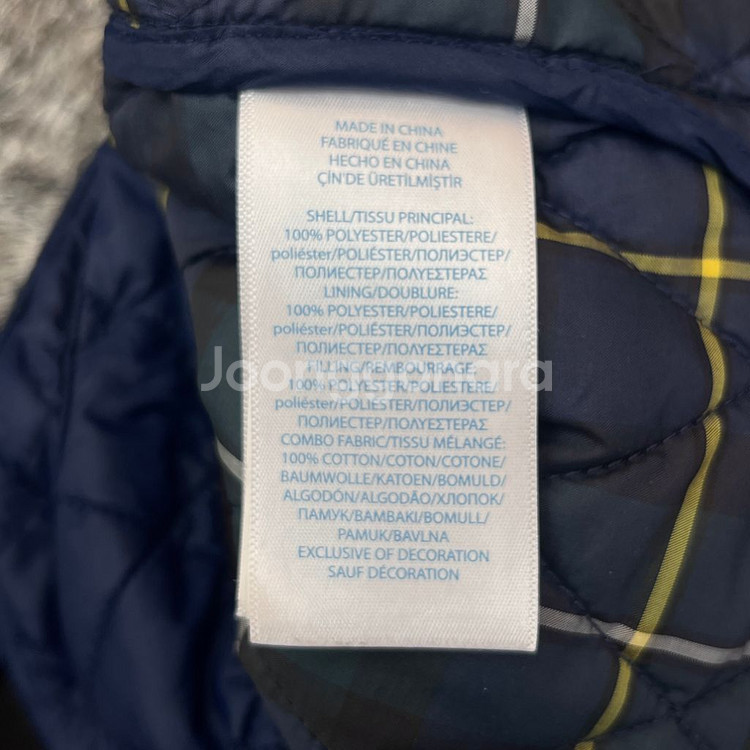 MADE IN CHINA
FABRIQUÉ EN CHINE
HECHO EN CHINA
ÇİN'DE ÜRETİLMİŞTİR
SHELL/TISSU PRINCIPAL:
100% POLYESTER/POLIESTERE/
poliéster/POLIÉSTER/ПОЛИЭСТЕР/
ПОЛИЕСТЕР/ΠΟΛΥΕΣΤΕΡΑΣ
LINING/DOUBLURE:
100% POLYESTER/POLIESTERE/
poliéster/POLIÉSTER/ПОЛИЭСТЕР/
ПОЛИЕСТЕР/ΠΟΛΥΕΣΤΕΡΑΣ
FILLING/REMBOURRAGE:
100% POLYESTER/POLIESTERE/
poliéster/POLIÉSTER/ПОЛИЭСТЕР/
ПОЛИЕСТЕР/ΠΟΛΥΕΣΤΕΡΑΣ
COMBO FABRIC/TISSU MÉLANGÉ:
100% COTTON/COTON/COTONE/
BAUMWOLLE/KATOEN/BOMULD/
ALGODÓN/ALGODÃO/ХЛОПОК/
ПАМУК/BAMBAKI/BOMULL/
PAMUK/BAVLNA
EXCLUSIVE OF DECORATION
SAUF DÉCORATION